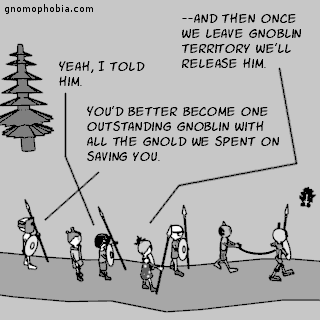 gnomophobia.com
YEAH, I TOLD
HIM.
YOU'D BETTER BECOME ONE
OUTSTANDING GNOBLIN WITH
ALL THE GNOLD WE SPENT ON
SAVING YOU.
--AND THEN ONCE
WE LEAVE GNOBLIN
TERRITORY WE'LL
RELEASE HIM.